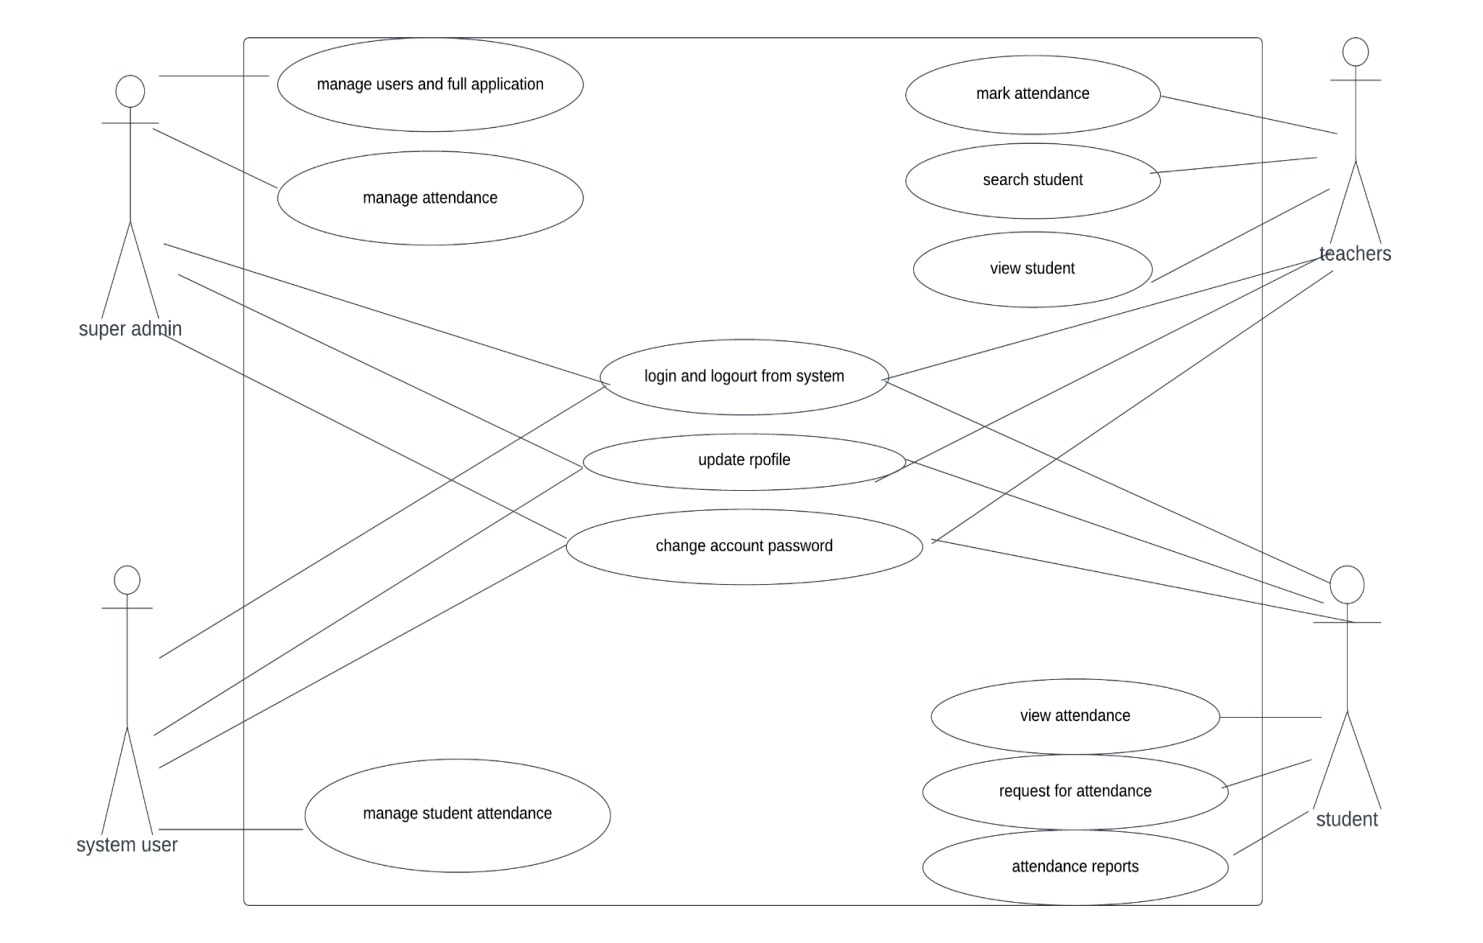 manage users and full application
mark attendance
search student
manage attendance
teachers
view student
super admin
login and logourt from system
update rpofile
change account password
view attendance
request for attendance
manage student attendance
student
system user
attendance reports